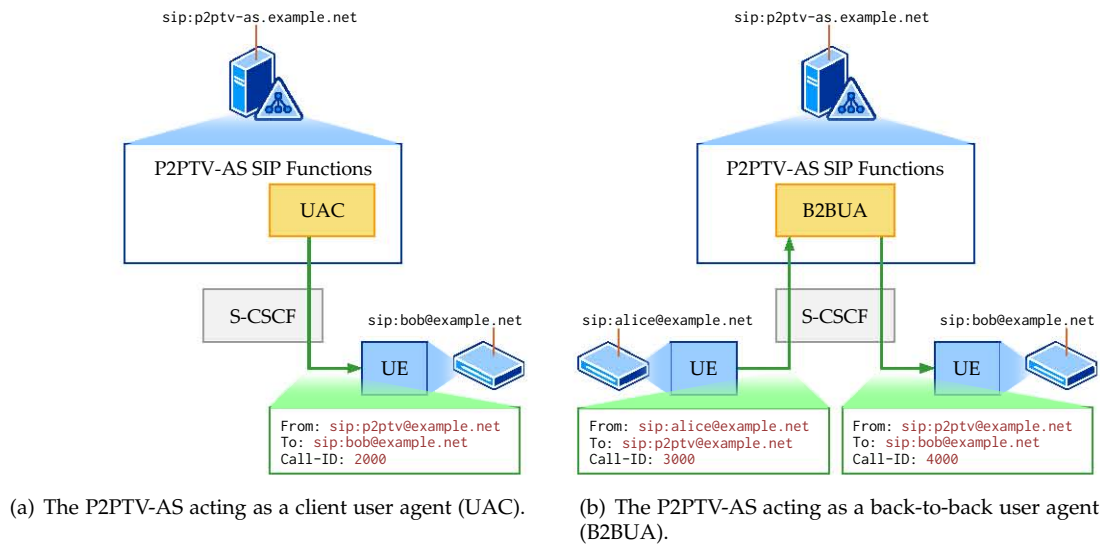 sip:p2ptv-as.example.net
P2PTV-AS SIP Functions
UAC
S-CSCF
sip:bob@example.net
UE
From: sip:p2ptv@example.net
To: sip:bob@example.net
Call-ID: 2000
(a) The P2PTV-AS acting as a client user agent (UAC).
sip:p2ptv-as.example.net
P2PTV-AS SIP Functions
B2BUA
S-CSCF
sip:alice@example.net
sip:bob@example.net
UE
UE
From: sip:alice@example.net
To: sip:p2ptv@example.net
Call-ID: 3000
From: sip:p2ptv@example.net
To: sip:bob@example.net
Call-ID: 4000
(b) The P2PTV-AS acting as a back-to-back user agent
(B2BUA).